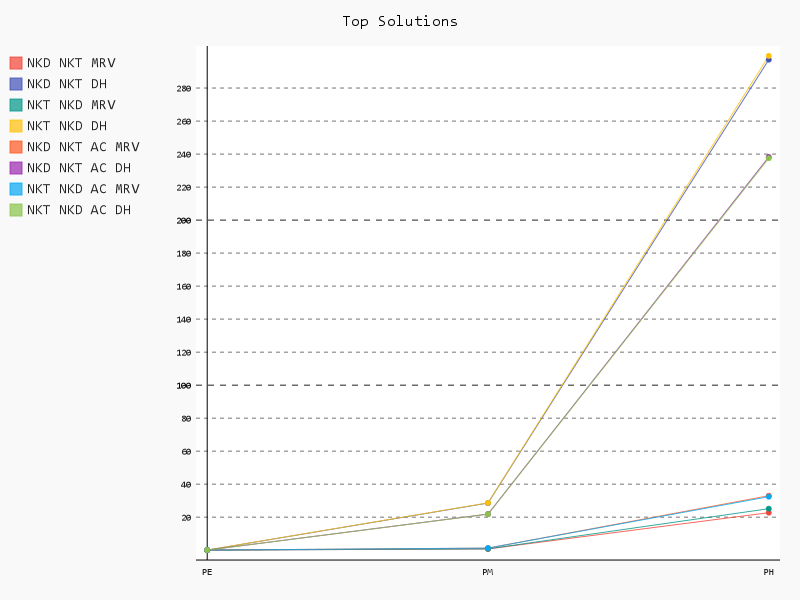 Top Solutions
NKD NKT MRV
NKD NKT DH
NKT NKD MRV
NKT NKD DH
NKD NKT AC MRV
NKD NKT AC DH
NKT NKD AC MRV
NKT NKD AC DH
280
260
240
220
200
180
160
140
120
100
80
60
40
20
PE PM PH